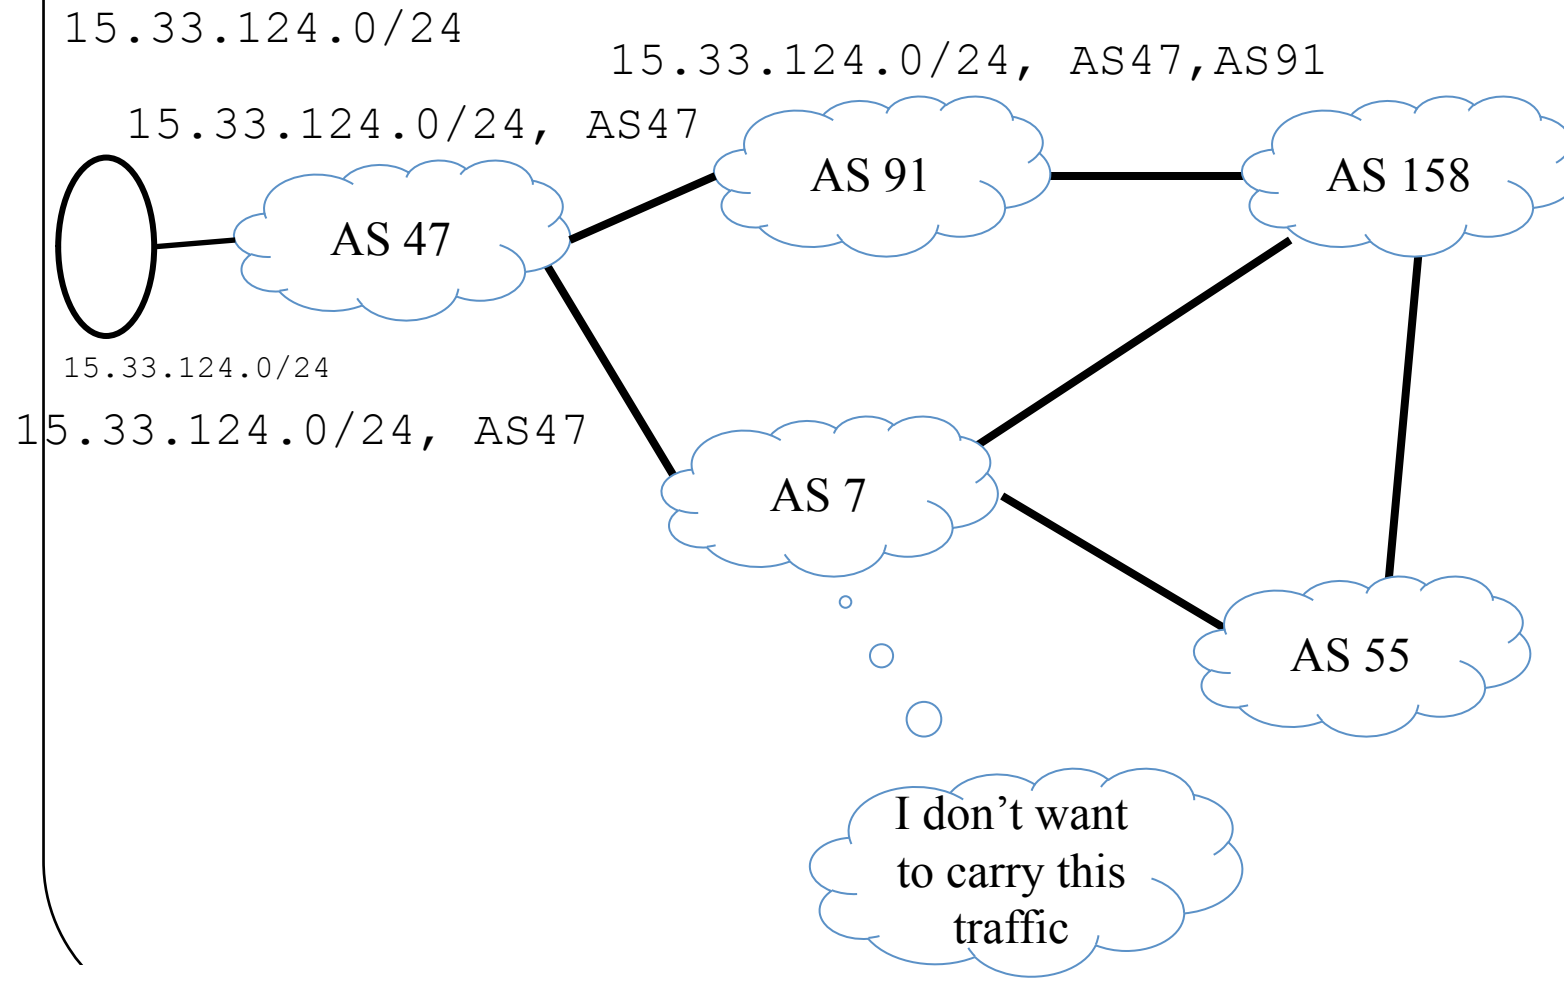 15.33.124.0/24
15.33.124.0/24, AS47,AS91
15.33.124.0/24, AS47
AS 91
AS 158
AS 47
15.33.124.0/24
15.33.124.0/24, AS47
AS 7
AS 55
I don’t want
to carry this
traffic